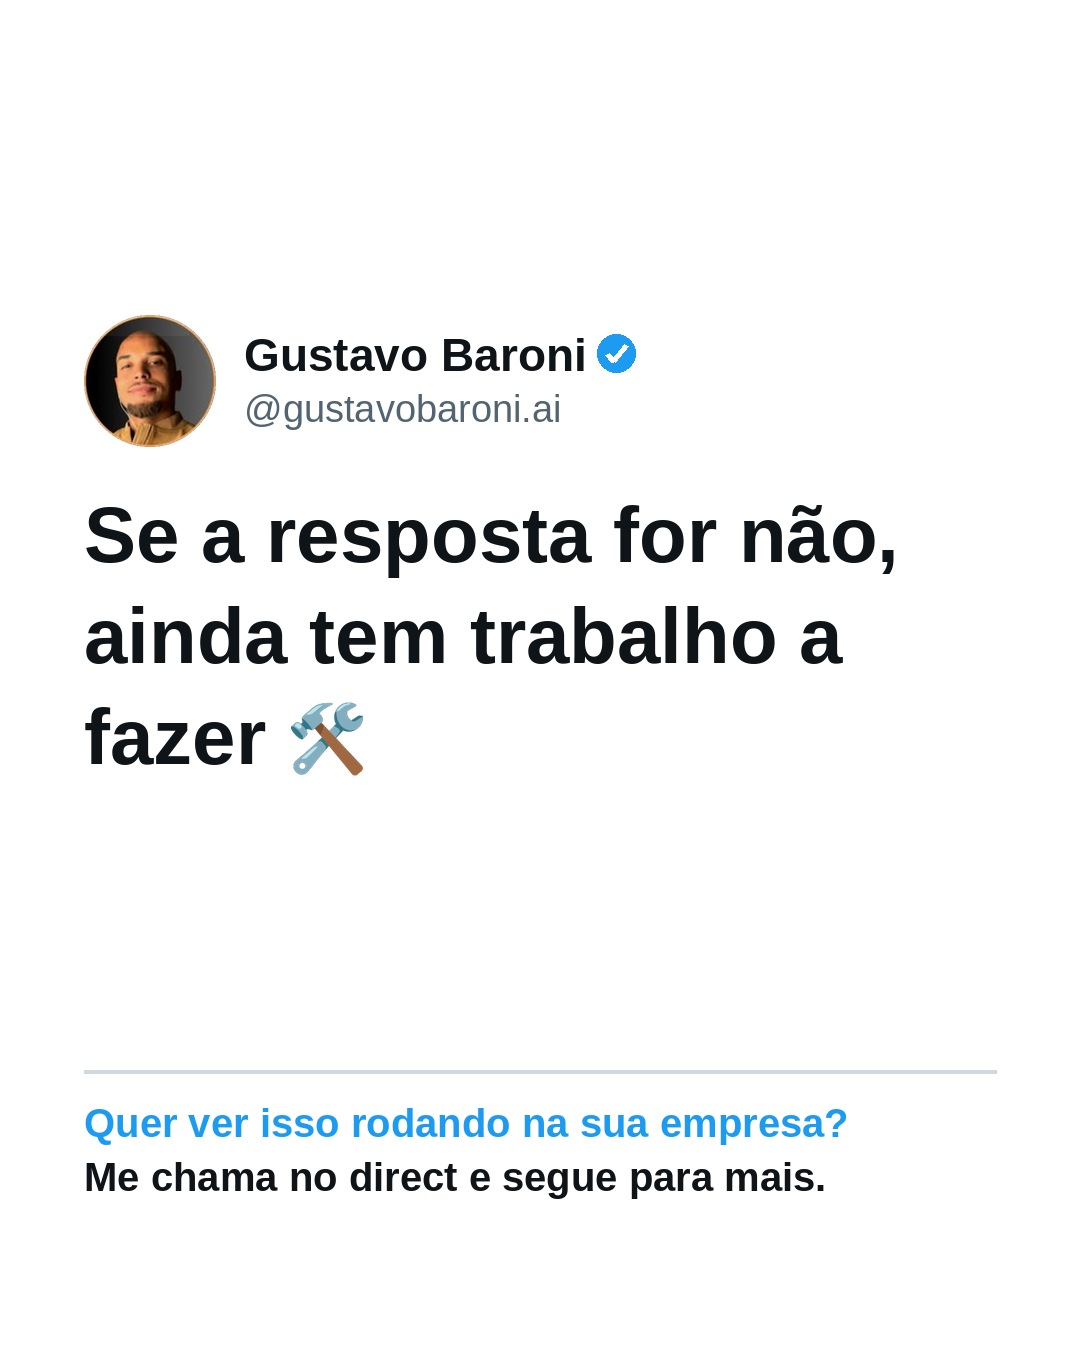 Gustavo Baroni
@gustavobaroni.ai
Se a resposta for não,
ainda tem trabalho a
fazer 🛠️
Quer ver isso rodando na sua empresa?
Me chama no direct e segue para mais.